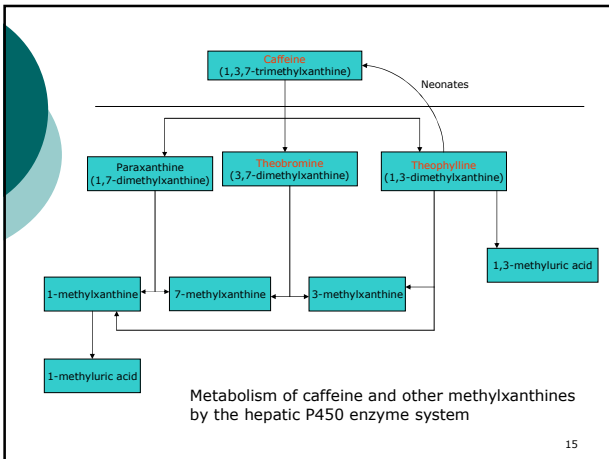 Caffeine
(1,3,7-trimethylxanthine)
Neonates
Paraxanthine
(1,7-dimethylxanthine)
Theobromine
(3,7-dimethylxanthine)
Theophylline
(1,3-dimethylxanthine)
1,3-methyluric acid
1-methylxanthine
7-methylxanthine
3-methylxanthine
1-methyluric acid
Metabolism of caffeine and other methylxanthines
by the hepatic P450 enzyme system
15